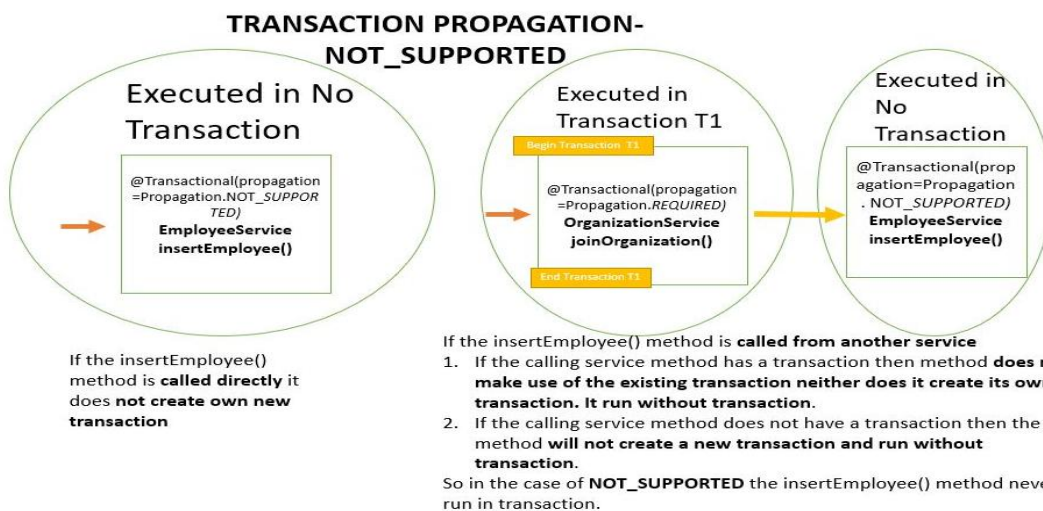 TRANSACTION PROPAGATION-
NOT_SUPPORTED
Executed in No
Transaction
@Transactional(propagation
=Propagation.NOT_SUPPOR
TED)
EmployeeService
insertEmployee()
If the insertEmployee()
method is called directly it
does not create own new
transaction
Executed in
Transaction T1
Begin Transaction T1
@Transactional(propagation
=Propagation.REQUIRED)
OrganizationService
joinOrganization()
End Transaction T1
Executed in
No
Transaction
@Transactional(prop
agation=Propagation
. NOT_SUPPORTED)
EmployeeService
insertEmployee()
If the insertEmployee() method is called from another service
1. If the calling service method has a transaction then method does
make use of the existing transaction neither does it create its
transaction. It run without transaction.
2. If the calling service method does not have a transaction then the
method will not create a new transaction and run without
transaction.
So in the case of NOT_SUPPORTED the insertEmployee() method
run in transaction.